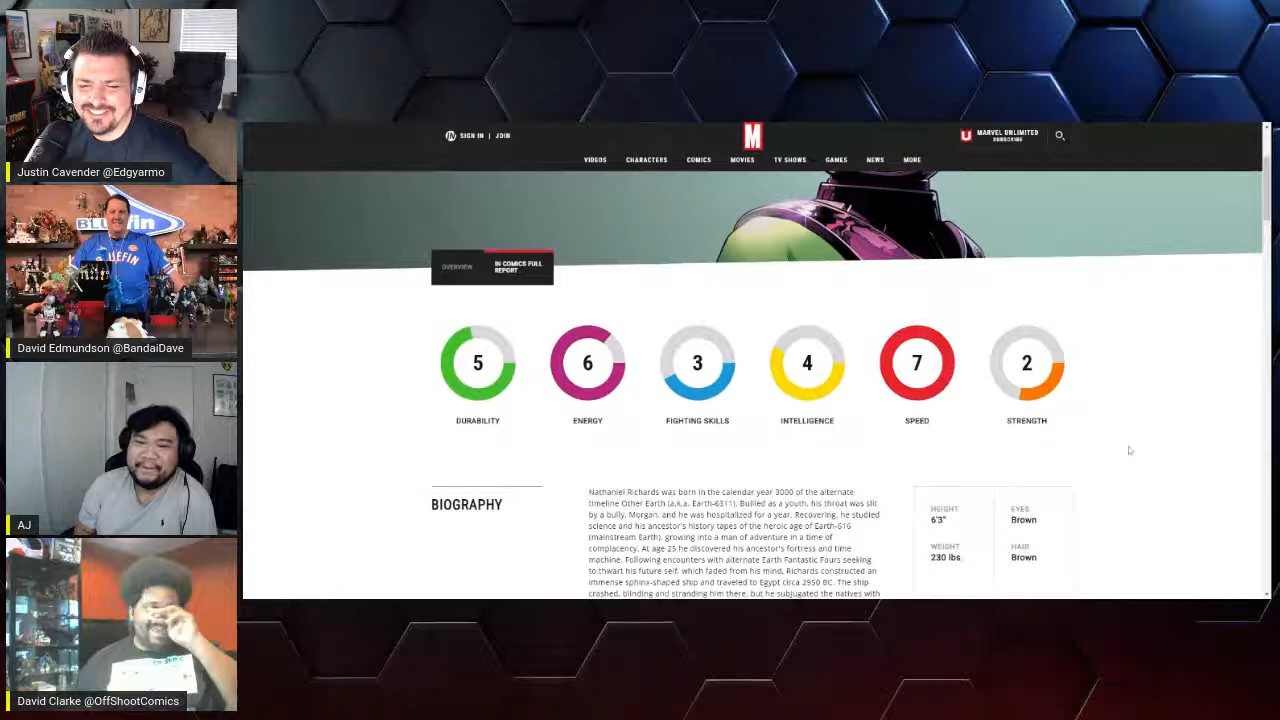 Justin Cavender @Edgyarmo
BLUEFIN
David Edmundson @BandaiDave
AJ
David Clarke @OffShootComics
SIGN IN | JOIN
M
MARVEL UNLIMITED
SUBSCRIBE
VIDEOS CHARACTERS COMICS MOVIES TV SHOWS GAMES NEWS MORE
OVERVIEW
IN COMICS FULL
REPORT
5 6 3 4 7 2
DURABILITY ENERGY FIGHTING SKILLS INTELLIGENCE SPEED STRENGTH
BIOGRAPHY
Nathaniel Richards was born in the calendar year 3000 of the alternate
timeline Other Earth (a.k.a. Earth-6311). Bullied as a youth, his throat was slit
by a bully, Morgan, and he was hospitalized for a year. Recovering, he studied
science and his ancestor's history tapes of the heroic age of Earth-616
(mainstream Earth), growing into a man of adventure in a time of
complacency. At age 25 he discovered his ancestor's fortress and time
machine. Following encounters with alternate Earth Fantastic Fours seeking
to thwart his future self, which faded from his mind, Richards constructed an
immense sphinx-shaped ship and traveled to Egypt circa 2950 BC. The ship
crashed, blinding and stranding him there, but he subjugated the natives with
HEIGHT
6'3"
EYES
Brown
WEIGHT
230 lbs
HAIR
Brown